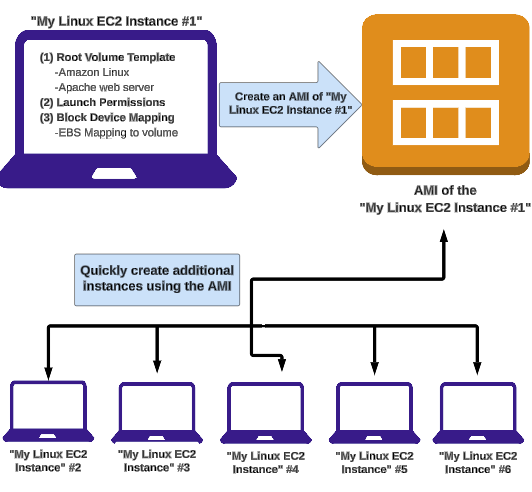 "My Linux EC2 Instance #1"
(1) Root Volume Template
-Amazon Linux
-Apache web server
(2) Launch Permissions
(3) Block Device Mapping
-EBS Mapping to volume
Create an AMI of "My
Linux EC2 Instance #1"
AMI of the
"My Linux EC2 Instance #1"
Quickly create additional
instances using the AMI
"My Linux EC2
Instance" #2
"My Linux EC2
Instance" #3
"My Linux EC2
Instance" #4
"My Linux EC2
Instance" #5
"My Linux EC2
Instance" #6